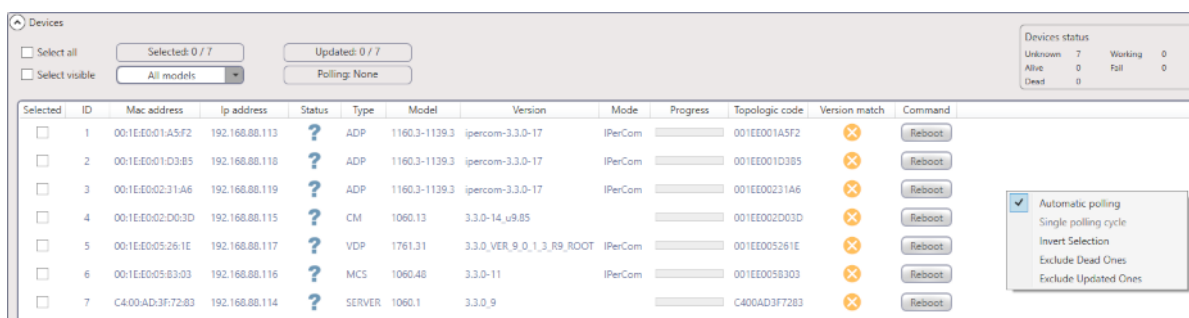 Devices
Select all Selected: 0 / 7 Updated: 0 / 7
Select visible All models Polling: None
Devices status
Unknown 7 Working 0
Alive 0 Fail 0
Dead 0
Selected ID Mac address Ip address Status Type Model Version Mode Progress Topologic code Version match Command
1 00:1E:E0:01:A5:F2 192.168.88.113 ? ADP 1160.3-1139.3 ipercom-3.3.0-17 IPerCom 001EE001A5F2 Reboot
2 00:1E:E0:01:D3:B5 192.168.88.118 ? ADP 1160.3-1139.3 ipercom-3.3.0-17 IPerCom 001EE001D3B5 Reboot
3 00:1E:E0:02:31:A6 192.168.88.119 ? ADP 1160.3-1139.3 ipercom-3.3.0-17 IPerCom 001EE00231A6 Reboot
4 00:1E:E0:02:D0:3D 192.168.88.115 ? CM 1060.13 3.3.0-14_u9.85 001EE002D03D Reboot
5 00:1E:E0:05:26:1E 192.168.88.117 ? VDP 1761.31 3.3.0_VER_9_0_1_3_R9_ROOT IPerCom 001EE005261E Reboot
6 00:1E:E0:05:83:03 192.168.88.116 ? MCS 1060.48 3.3.0-11 IPerCom 001EE0058303 Reboot
7 C4:00:AD:3F:72:83 192.168.88.114 ? SERVER 1060.1 3.3.0_9 C400AD3F7283 Reboot
Automatic polling
Single polling cycle
Invert Selection
Exclude Dead Ones
Exclude Updated Ones